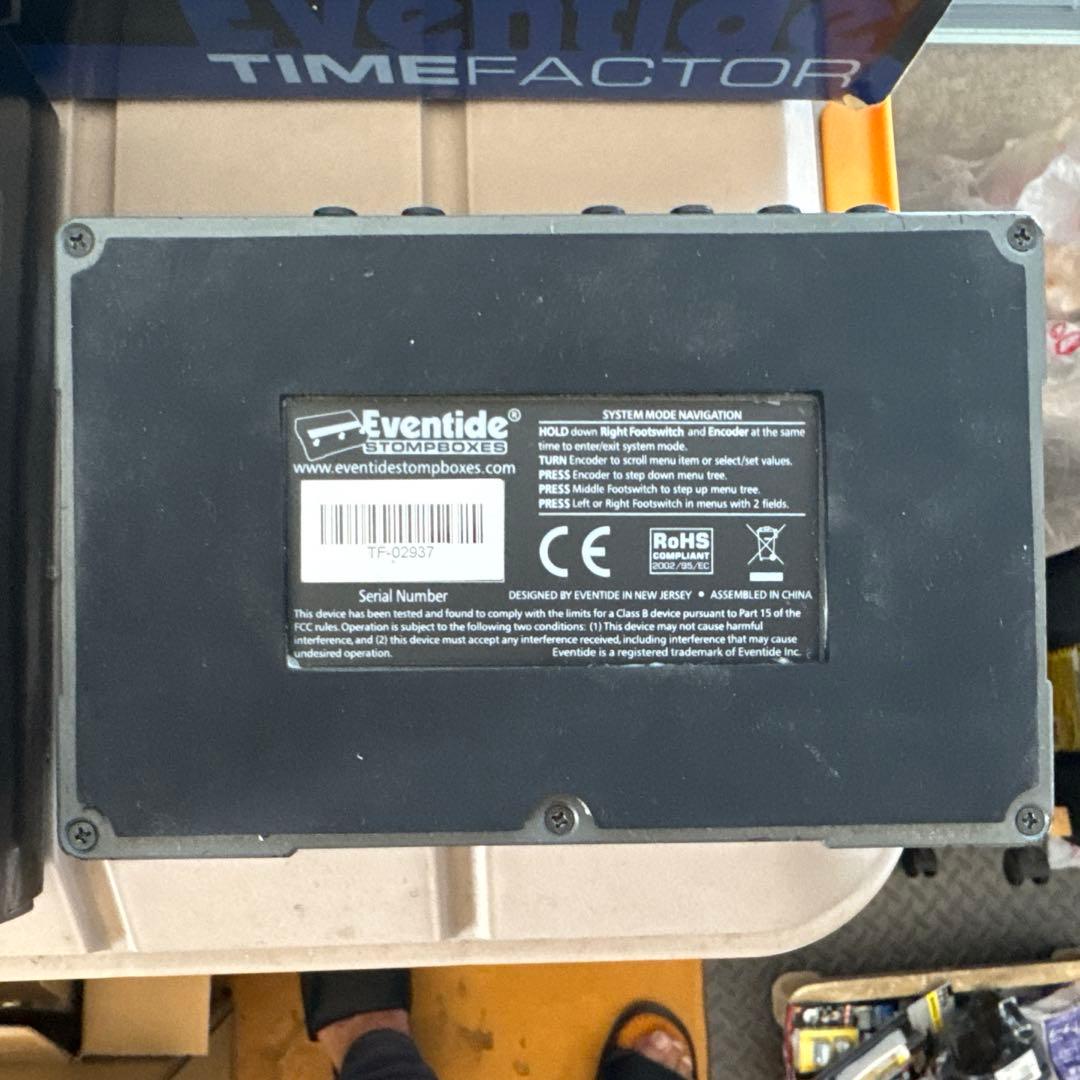 Eventide
TIMEFACTOR
Eventide®
STOMPBOXES
www.eventidestompboxes.com
TF-02937
Serial Number
SYSTEM MODE NAVIGATION
HOLD down Right Footswitch and Encoder at the same
time to enter/exit system mode.
TURN Encoder to scroll menu item or select/set values.
PRESS Encoder to step down menu tree.
PRESS Middle Footswitch to step up menu tree.
PRESS Left or Right Footswitch in menus with 2 fields.
CE
RoHS
COMPLIANT
2002/95/EC
DESIGNED BY EVENTIDE IN NEW JERSEY • ASSEMBLED IN CHINA
This device has been tested and found to comply with the limits for a Class B device pursuant to Part 15 of the
FCC rules. Operation is subject to the following two conditions: (1) This device may not cause harmful
interference, and (2) this device must accept any interference received, including interference that may cause
undesired operation.
Eventide is a registered trademark of Eventide Inc.